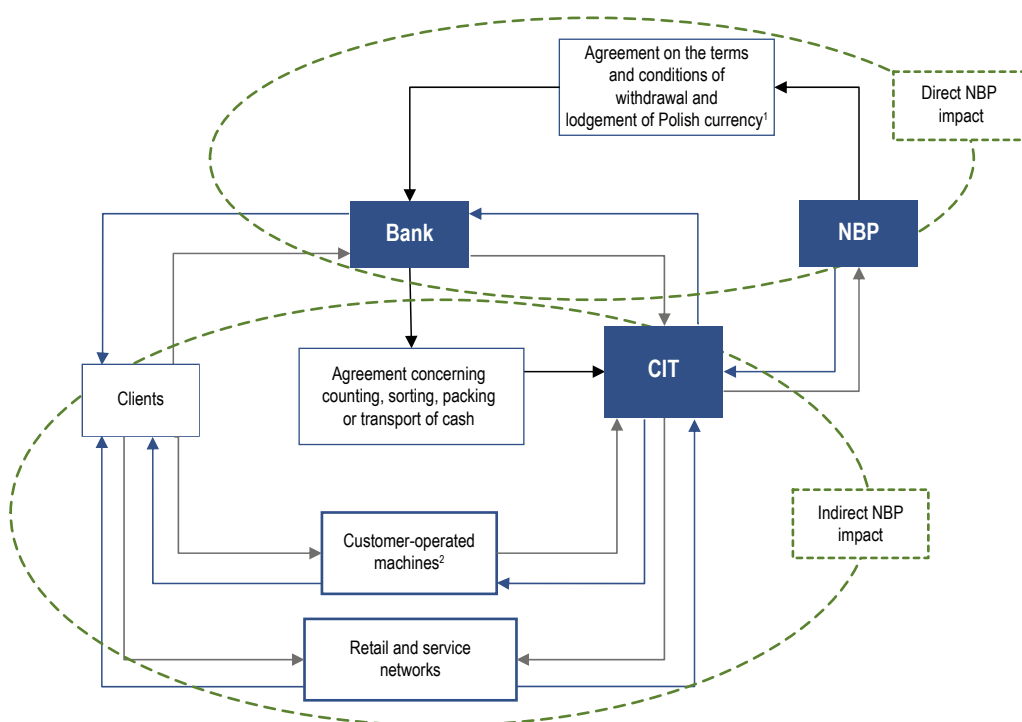 Agreement on the terms
and conditions of
withdrawal and
lodgement of Polish currency¹
Direct NBP
impact
Bank
NBP
CIT
Agreement concerning
counting, sorting, packing
or transport of cash
Clients
Indirect NBP
impact
Customer-operated
machines²
Retail and service
networks